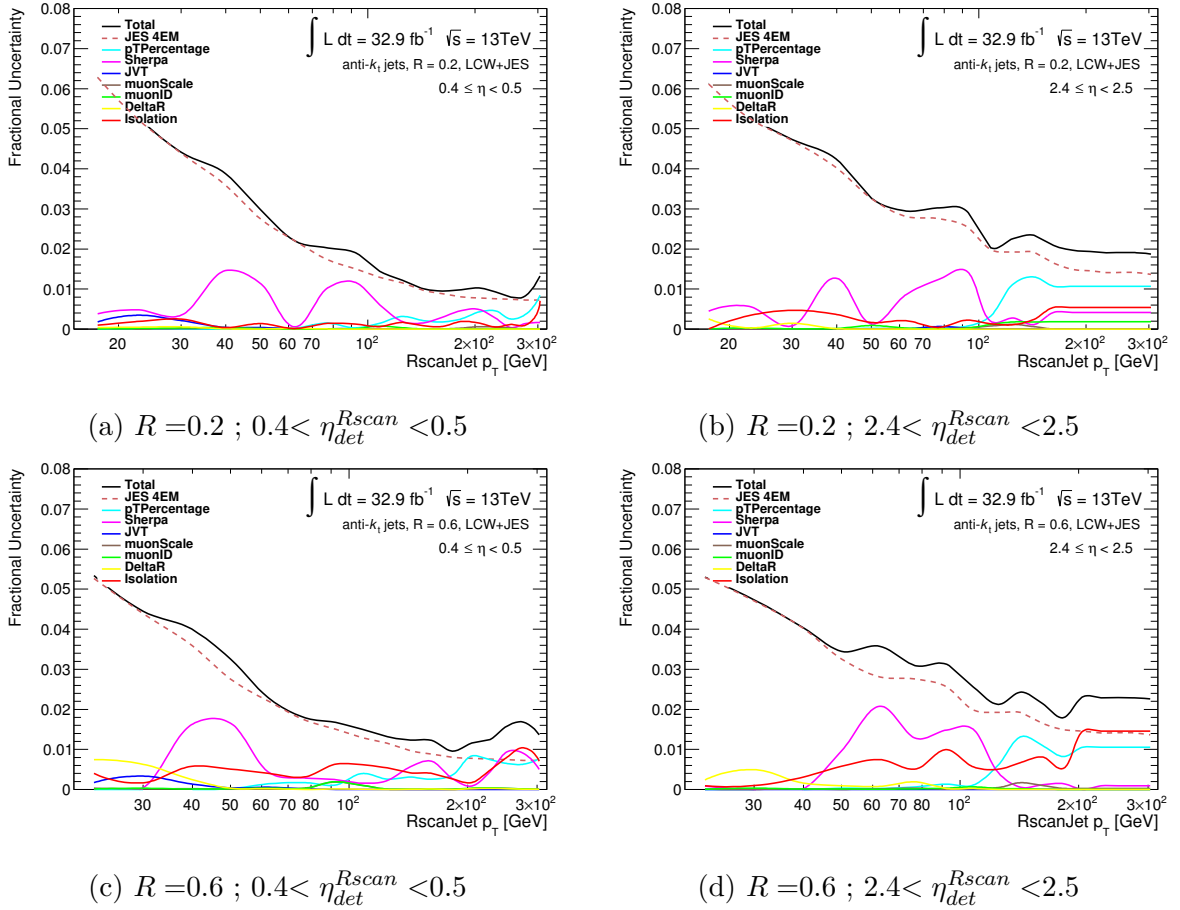 Fractional Uncertainty
0.08
0.07
0.06
0.05
0.04
0.03
0.02
0.01
0
Total
JES 4EM
pTPercentage
Sherpa
JVT
muonScale
muonID
DeltaR
Isolation
∫ L dt = 32.9 fb⁻¹ √s = 13TeV
anti-kₜ jets, R = 0.2, LCW+JES
0.4 ≤ η < 0.5
20 30 40 50 60 70 10² 2×10² 3×10²
RscanJet p_T [GeV]
(a) R =0.2 ; 0.4< η_det^Rscan <0.5
Fractional Uncertainty
0.08
0.07
0.06
0.05
0.04
0.03
0.02
0.01
0
Total
JES 4EM
pTPercentage
Sherpa
JVT
muonScale
muonID
DeltaR
Isolation
∫ L dt = 32.9 fb⁻¹ √s = 13TeV
anti-kₜ jets, R = 0.2, LCW+JES
2.4 ≤ η < 2.5
20 30 40 50 60 70 10² 2×10² 3×10²
RscanJet p_T [GeV]
(b) R =0.2 ; 2.4< η_det^Rscan <2.5
Fractional Uncertainty
0.08
0.07
0.06
0.05
0.04
0.03
0.02
0.01
0
Total
JES 4EM
pTPercentage
Sherpa
JVT
muonScale
muonID
DeltaR
Isolation
∫ L dt = 32.9 fb⁻¹ √s = 13TeV
anti-kₜ jets, R = 0.6, LCW+JES
0.4 ≤ η < 0.5
30 40 50 60 70 80 10² 2×10² 3×10²
RscanJet p_T [GeV]
(c) R =0.6 ; 0.4< η_det^Rscan <0.5
Fractional Uncertainty
0.08
0.07
0.06
0.05
0.04
0.03
0.02
0.01
0
Total
JES 4EM
pTPercentage
Sherpa
JVT
muonScale
muonID
DeltaR
Isolation
∫ L dt = 32.9 fb⁻¹ √s = 13TeV
anti-kₜ jets, R = 0.6, LCW+JES
2.4 ≤ η < 2.5
30 40 50 60 70 80 10² 2×10² 3×10²
RscanJet p_T [GeV]
(d) R =0.6 ; 2.4< η_det^Rscan <2.5